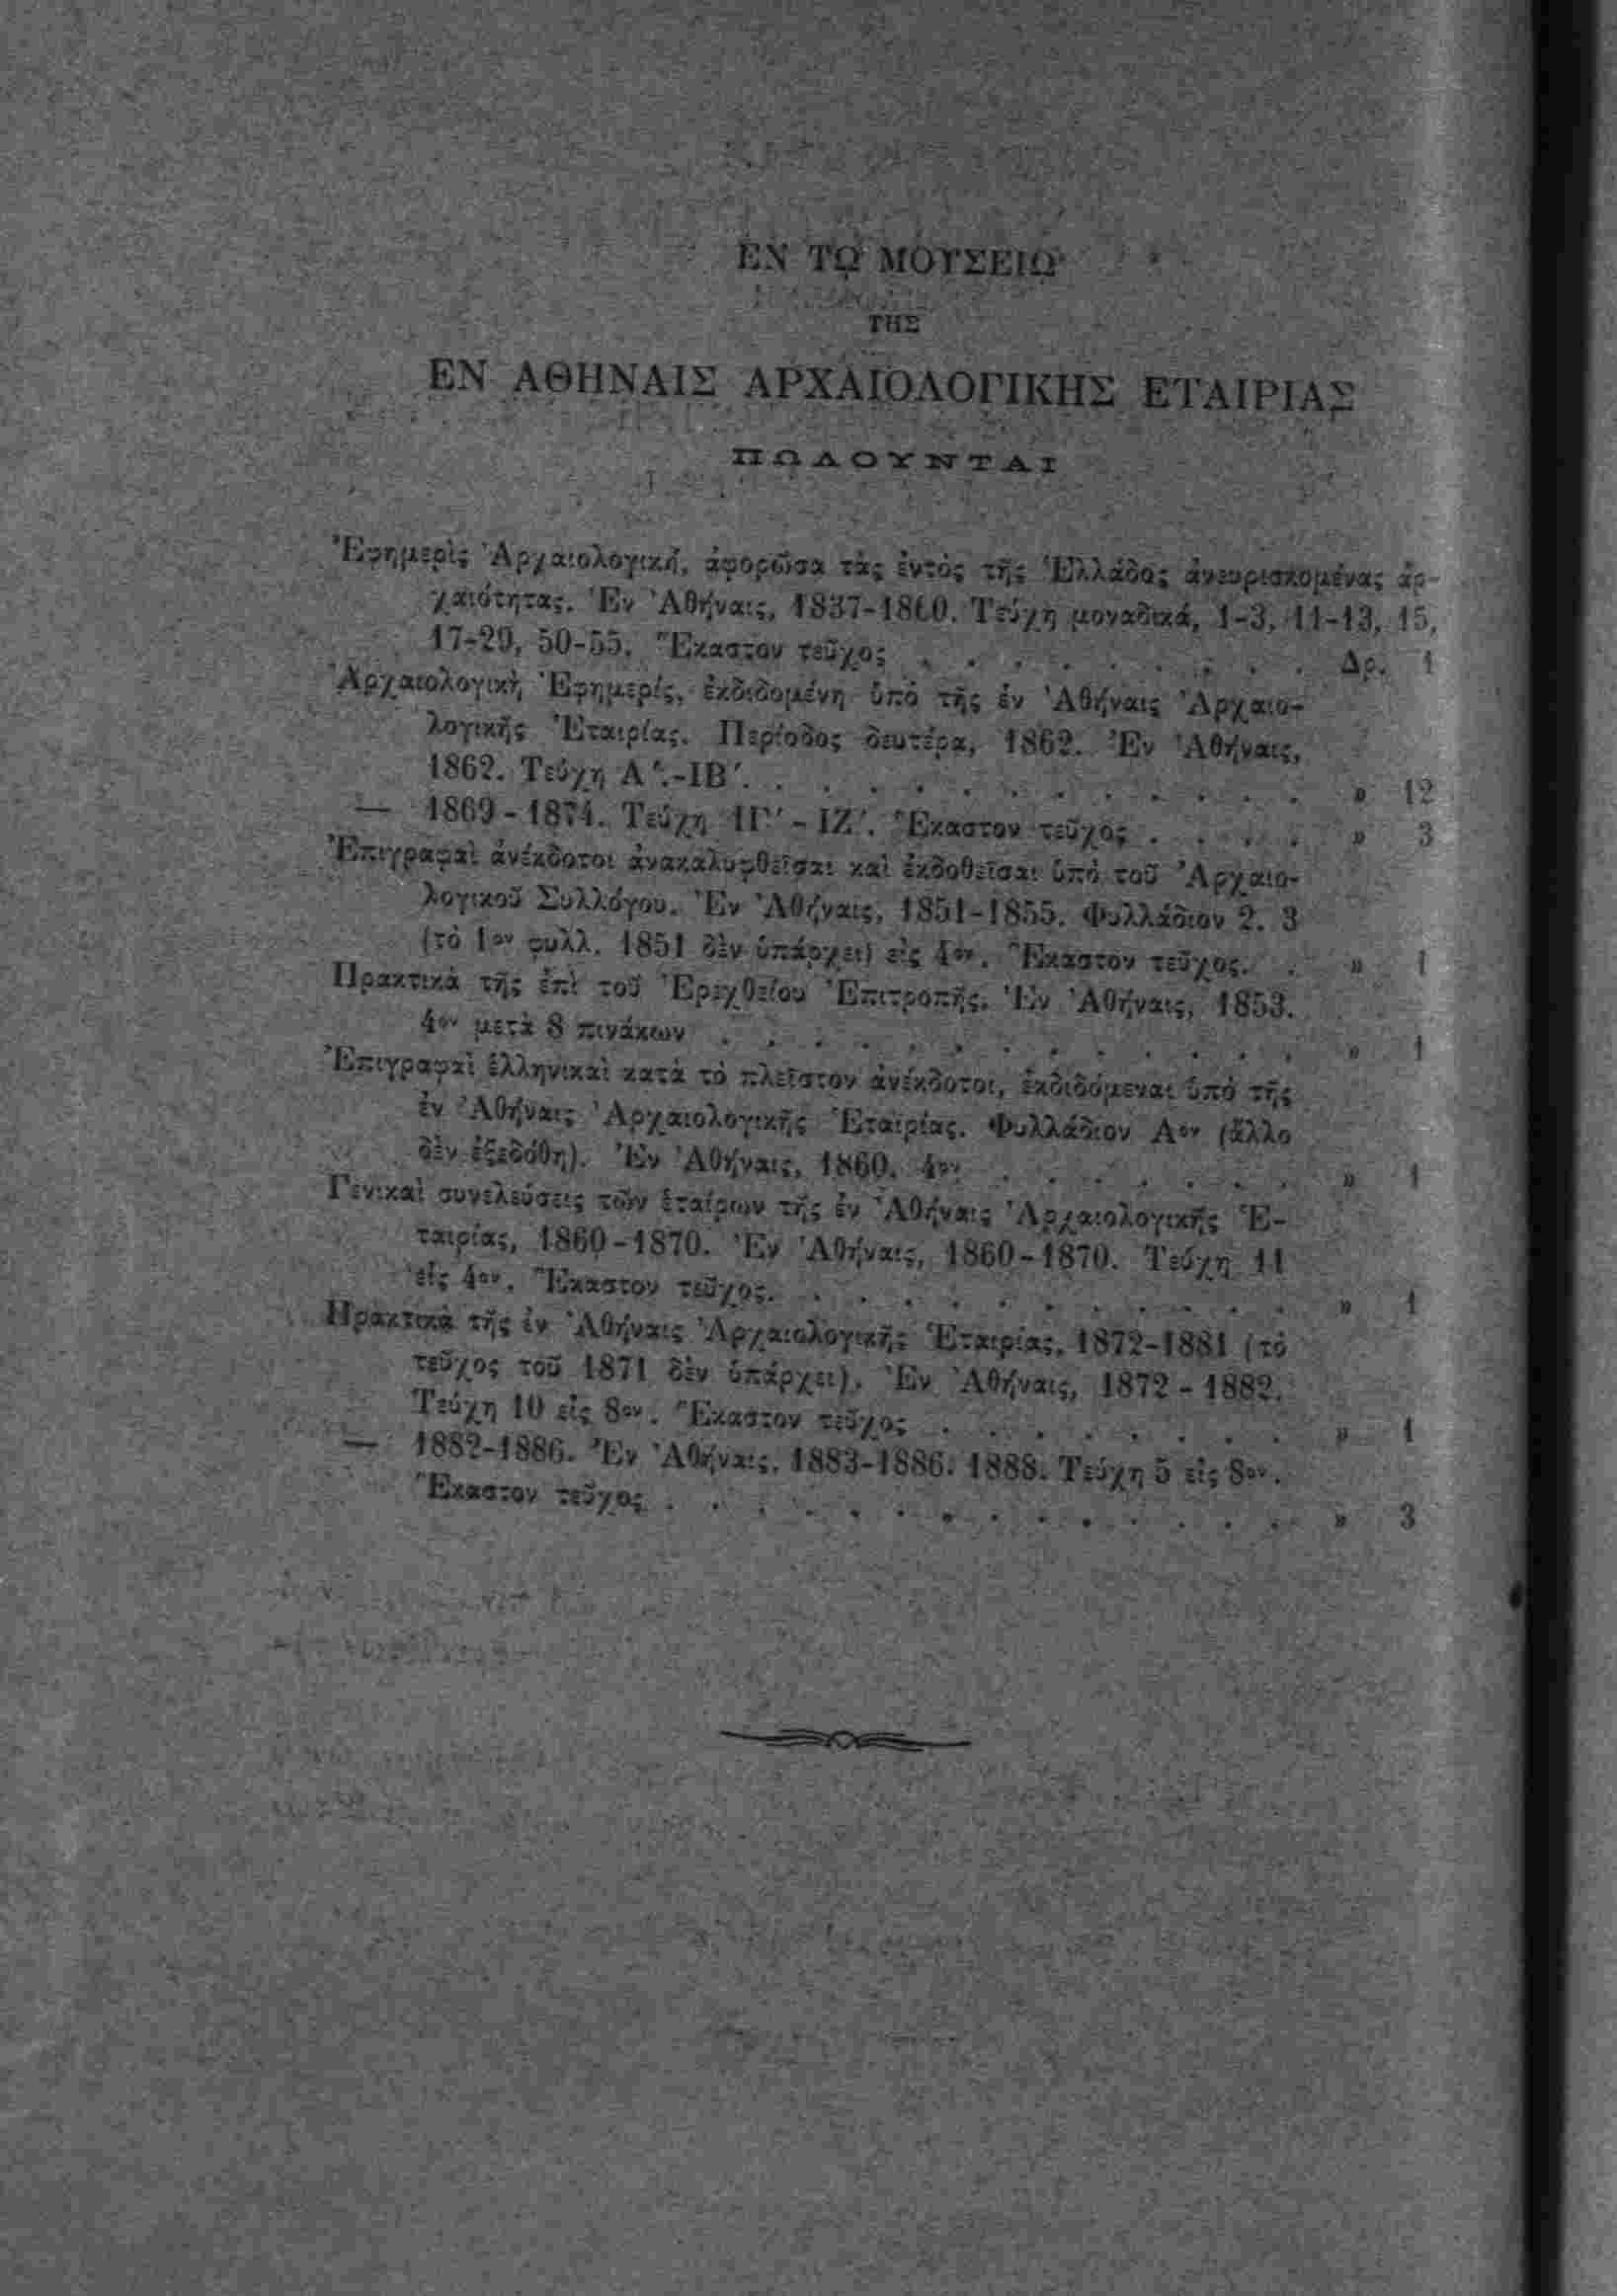 ΕΝ ΤΩ ΜΟΥΣΕΙΩ
ΤΗΣ
ΕΝ ΑΘΗΝΑΙΣ ΑΡΧΑΙΟΛΟΓΙΚΗΣ ΕΤΑΙΡΙΑΣ
ΠΩΛΟΥΝΤΑΙ
Ἐφημερὶς Ἀρχαιολογική, ἀφορῶσα τὰς ἐντὸς τῆς Ἑλλάδος ἀνευρισκομένας ἀρ-
χαιότητας. Ἐν Ἀθήναις, 1837-1860. Τεύχη μοναδικά, 1-3, 11-13, 15,
17-29, 50-55. Ἕκαστον τεῦχος . . . . . . . . . Δρ. 1
Ἀρχαιολογικὴ Ἐφημερίς, ἐκδιδομένη ὑπὸ τῆς ἐν Ἀθήναις Ἀρχαιο-
λογικῆς Ἑταιρίας. Περίοδος δευτέρα, 1862. Ἐν Ἀθήναις,
1862. Τεύχη Α΄.-ΙΒ΄. . . . . . . . . . . . . » 12
— 1869-1874. Τεύχη ΙΓ΄-ΙΖ΄. Ἕκαστον τεῦχος . . . . » 3
Ἐπιγραφαὶ ἀνέκδοτοι ἀνακαλυφθεῖσαι καὶ ἐκδοθεῖσαι ὑπὸ τοῦ Ἀρχαιο-
λογικοῦ Συλλόγου. Ἐν Ἀθήναις, 1851-1855. Φυλλάδιον 2. 3
(τὸ 1ον φυλλ. 1851 δὲν ὑπάρχει) εἰς 4ον. Ἕκαστον τεῦχος. . » 1
Πρακτικὰ τῆς ἐπὶ τοῦ Ἐρεχθείου Ἐπιτροπῆς. Ἐν Ἀθήναις, 1853.
4ον μετὰ 8 πινάκων . . . . . . . . . . . . . » 1
Ἐπιγραφαὶ ἑλληνικαὶ κατὰ τὸ πλεῖστον ἀνέκδοτοι, ἐκδιδόμεναι ὑπὸ τῆς
ἐν Ἀθήναις Ἀρχαιολογικῆς Ἑταιρίας. Φυλλάδιον Αον (ἄλλο
δὲν ἐξεδόθη). Ἐν Ἀθήναις, 1860. 4ον . . . . . . . » 1
Γενικαὶ συνελεύσεις τῶν ἑταίρων τῆς ἐν Ἀθήναις Ἀρχαιολογικῆς Ἑ-
ταιρίας, 1860-1870. Ἐν Ἀθήναις, 1860-1870. Τεύχη 11
εἰς 4ον. Ἕκαστον τεῦχος. . . . . . . . . . . . » 1
Πρακτικὰ τῆς ἐν Ἀθήναις Ἀρχαιολογικῆς Ἑταιρίας, 1872-1881 (τὸ
τεῦχος τοῦ 1871 δὲν ὑπάρχει). Ἐν Ἀθήναις, 1872-1882.
Τεύχη 10 εἰς 8ον. Ἕκαστον τεῦχος . . . . . . . . » 1
— 1882-1886. Ἐν Ἀθήναις, 1883-1886. 1888. Τεύχη 5 εἰς 8ον.
Ἕκαστον τεῦχος . . . . . . . . . . . . . . » 3